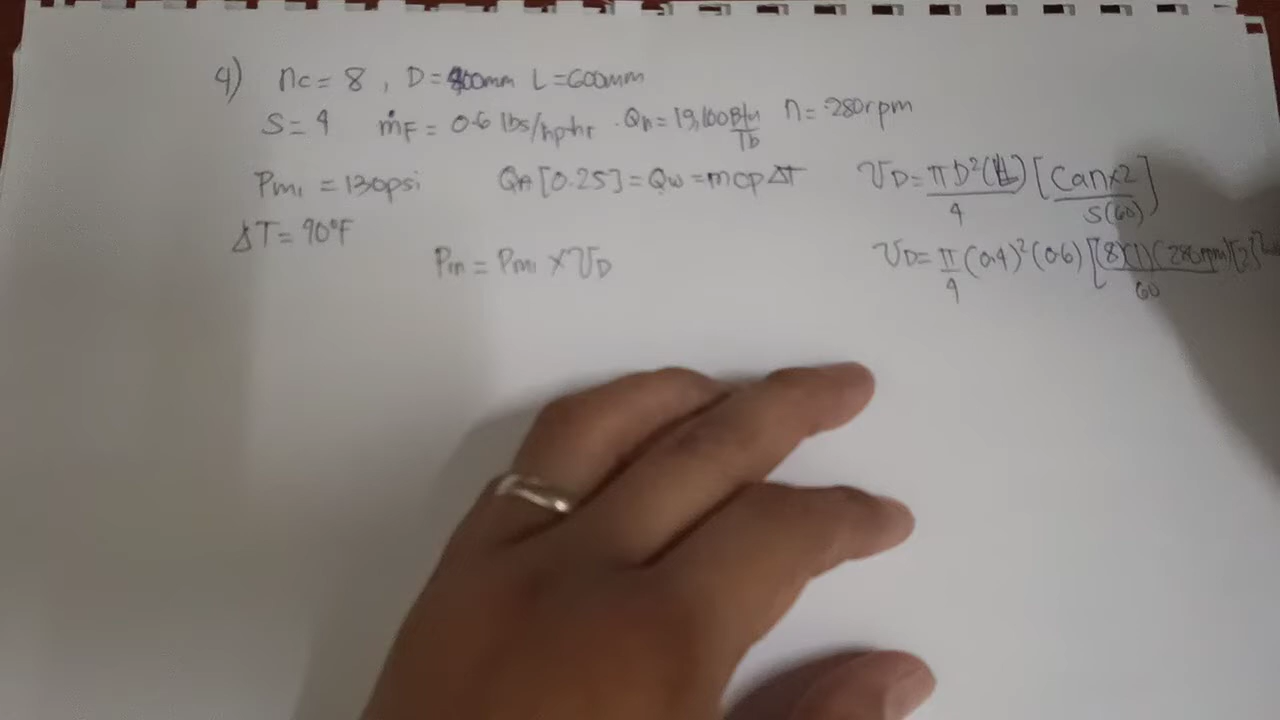 4) nc = 8 , D = 400mm L = 600mm
S = 4 ṁF = 0.6 lbs/hp-hr . Qh = 19,100 Btu/lb n = 280rpm
Pmi = 130psi QA [0.25] = Qw = mcpΔT VD = πD²(L)/4 [Canx2 / S(60)]
ΔT = 90°F
Pin = Pmi x VD VD = π/4 (0.4)² (0.6) [(8)(1)(280rpm)[2] / 60